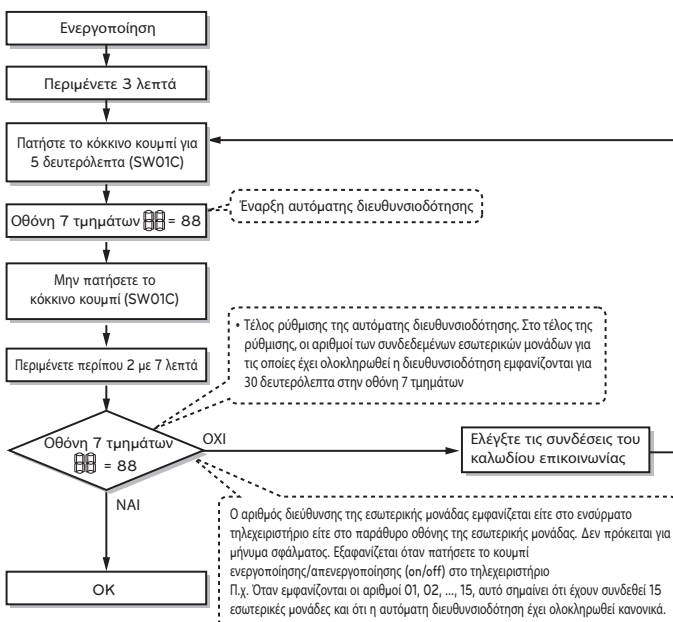 Ενεργοποίηση
Περιμένετε 3 λεπτά
Πατήστε το κόκκινο κουμπί για
5 δευτερόλεπτα (SW01C)
Οθόνη 7 τμημάτων 88 = 88
Έναρξη αυτόματης διευθυνσιοδότησης
Μην πατήσετε το
κόκκινο κουμπί (SW01C)
• Τέλος ρύθμισης της αυτόματης διευθυνσιοδότησης. Στο τέλος της
ρύθμισης, οι αριθμοί των συνδεδεμένων εσωτερικών μονάδων για
τις οποίες έχει ολοκληρωθεί η διευθυνσιοδότηση εμφανίζονται για
30 δευτερόλεπτα στην οθόνη 7 τμημάτων
Περιμένετε περίπου 2 με 7 λεπτά
Οθόνη 7 τμημάτων
88 = 88
ΟΧΙ
Ελέγξτε τις συνδέσεις του
καλωδίου επικοινωνίας
ΝΑΙ
Ο αριθμός διεύθυνσης της εσωτερικής μονάδας εμφανίζεται είτε στο ενσύρματο
τηλεχειριστήριο είτε στο παράθυρο οθόνης της εσωτερικής μονάδας. Δεν πρόκειται για
μήνυμα σφάλματος. Εξαφανίζεται όταν πατήσετε το κουμπί
ενεργοποίησης/απενεργοποίησης (on/off) στο τηλεχειριστήριο
Π.χ. Όταν εμφανίζονται οι αριθμοί 01, 02, ..., 15, αυτό σημαίνει ότι έχουν συνδεθεί 15
εσωτερικές μονάδες και ότι η αυτόματη διευθυνσιοδότηση έχει ολοκληρωθεί κανονικά.
OK